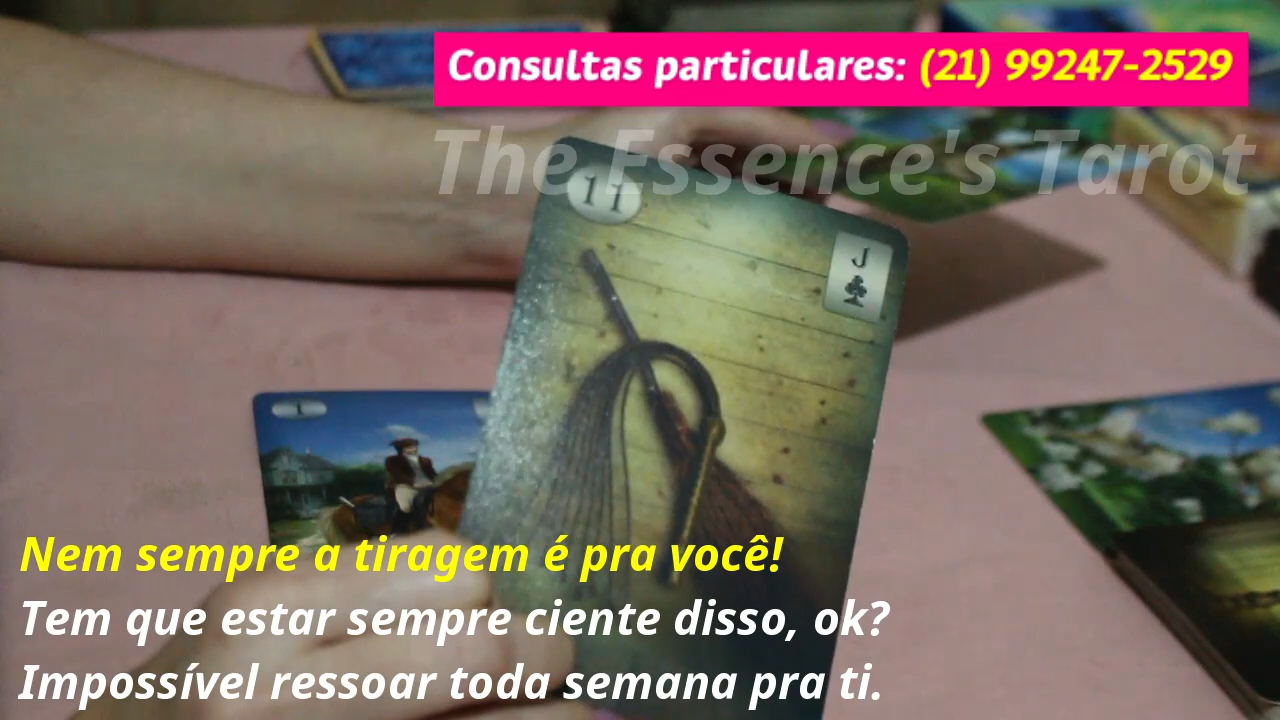 Consultas particulares: (21) 99247-2529
The Essence's Tarot
11
J
1
Nem sempre a tiragem é pra você!
Tem que estar sempre ciente disso, ok?
Impossível ressoar toda semana pra ti.